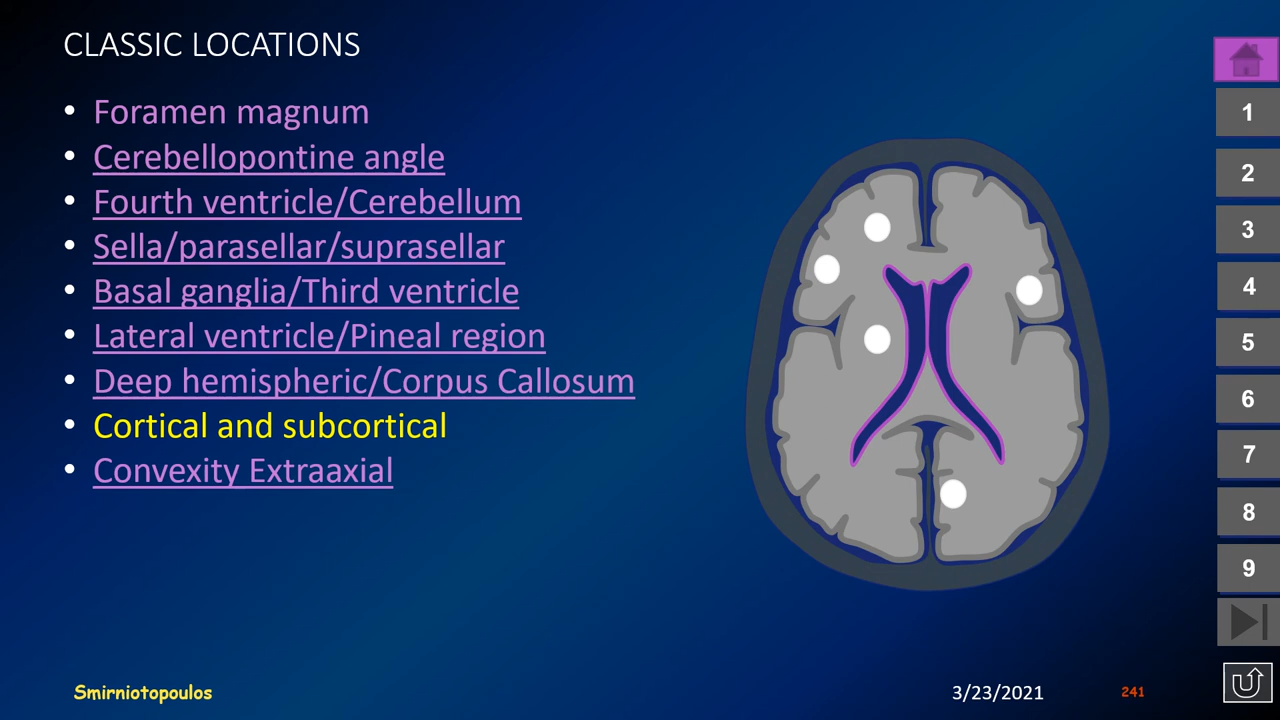 CLASSIC LOCATIONS
• Foramen magnum
• Cerebellopontine angle
• Fourth ventricle/Cerebellum
• Sella/parasellar/suprasellar
• Basal ganglia/Third ventricle
• Lateral ventricle/Pineal region
• Deep hemispheric/Corpus Callosum
• Cortical and subcortical
• Convexity Extraaxial
1
2
3
4
5
6
7
8
9
Smirniotopoulos
3/23/2021
241